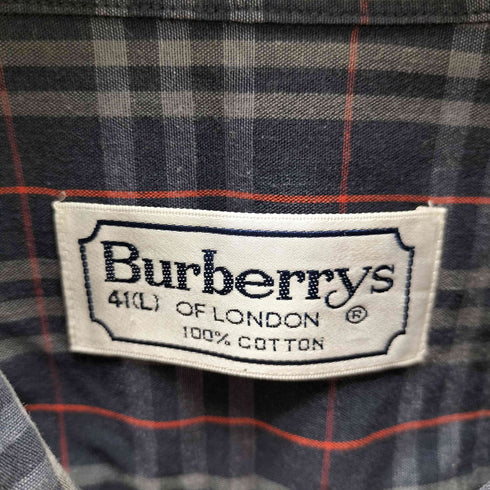 Burberrys
41(L) OF LONDON ®
100% COTTON